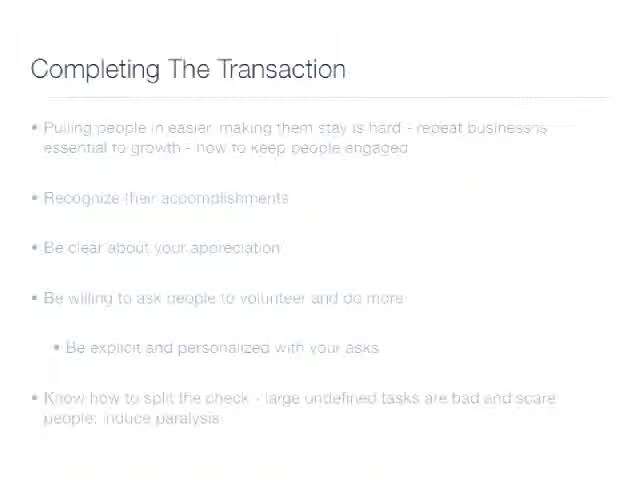 Completing The Transaction
• Pulling people in easier, making them stay is hard - repeat business is
essential to growth - how to keep people engaged
• Recognize their accomplishments
• Be clear about your appreciation
• Be willing to ask people to volunteer and do more
• Be explicit and personalized with your asks
• Know how to split the check - large undefined tasks are bad and scare
people; induce paralysis